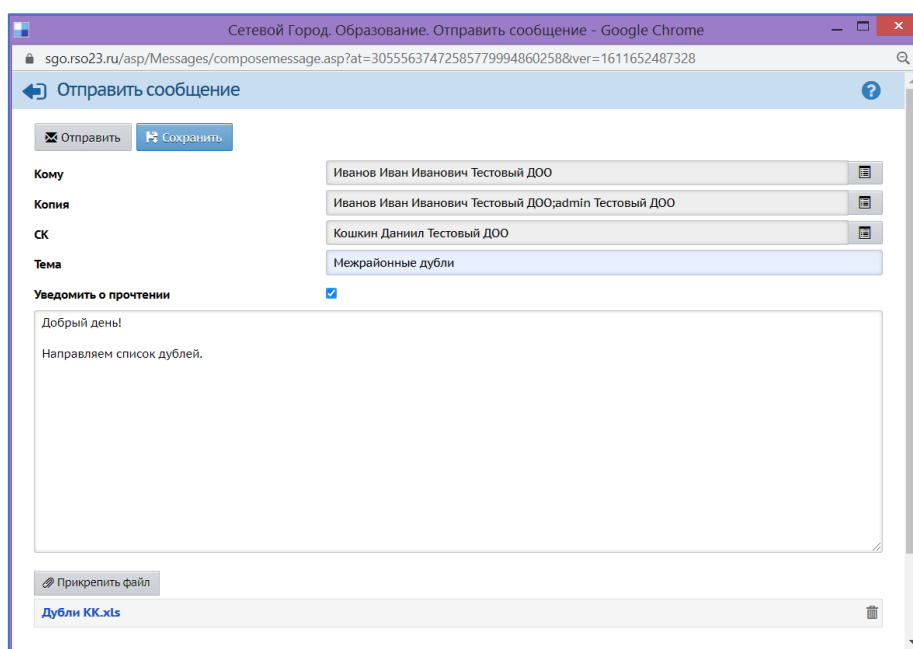 Сетевой Город. Образование. Отправить сообщение - Google Chrome
sgo.rso23.ru/asp/Messages/composemessage.asp?at=305556374725857799948602588&ver=1611652487328
Отправить сообщение
Отправить Сохранить
Кому Иванов Иван Иванович Тестовый ДОО
Копия Иванов Иван Иванович Тестовый ДОО;admin Тестовый ДОО
СК Кошкин Даниил Тестовый ДОО
Тема Межрайонные дубли
Уведомить о прочтении
Добрый день!
Направляем список дублей.
Прикрепить файл
Дубли КК.xls